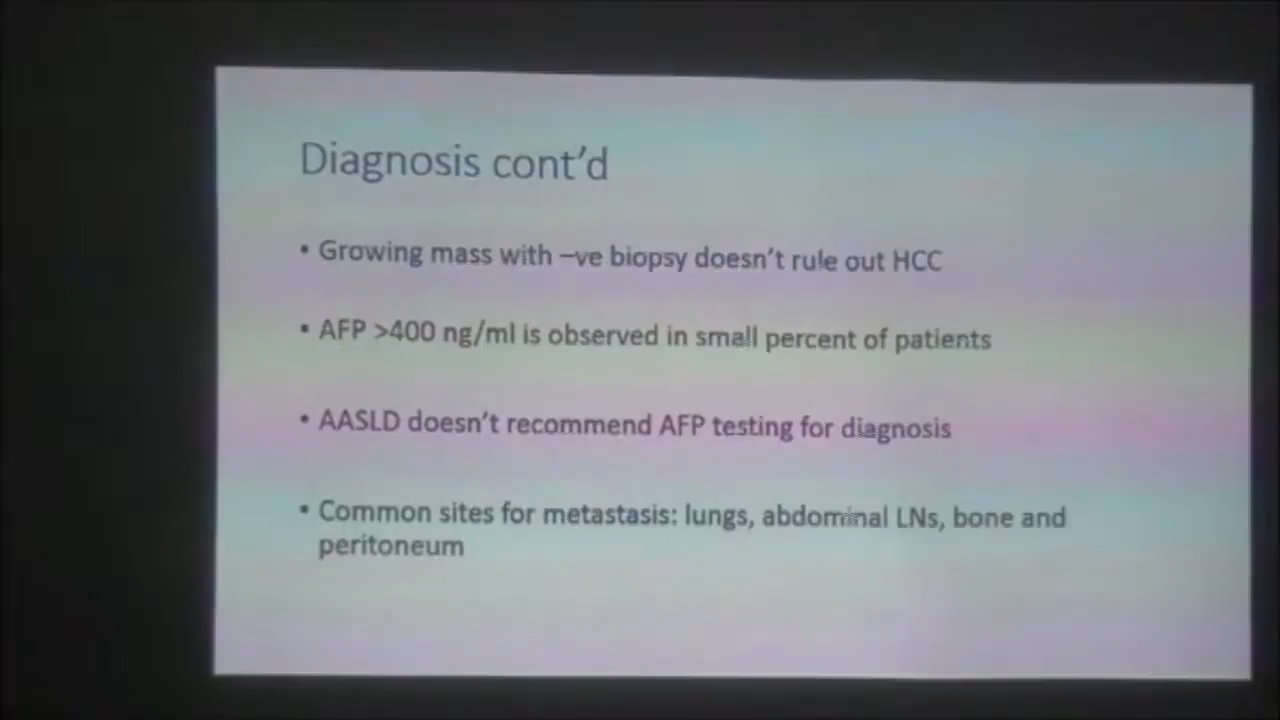 Diagnosis cont'd
• Growing mass with –ve biopsy doesn't rule out HCC
• AFP >400 ng/ml is observed in small percent of patients
• AASLD doesn't recommend AFP testing for diagnosis
• Common sites for metastasis: lungs, abdominal LNs, bone and
peritoneum